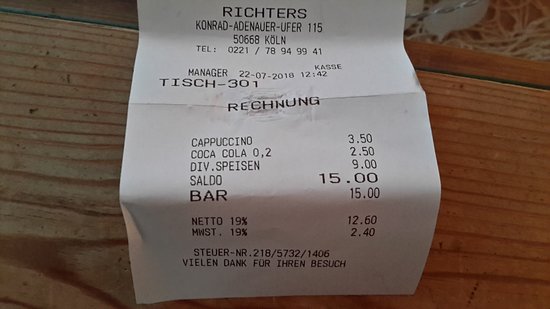 RICHTERS
KONRAD-ADENAUER-UFER 115
50668 KÖLN
TEL: 0221 / 78 94 99 41
KASSE
MANAGER 22-07-2018 12:42
TISCH-301
RECHNUNG
CAPPUCCINO 3.50
COCA COLA 0,2 2.50
DIV.SPEISEN 9.00
SALDO 15.00
BAR 15.00
NETTO 19% 12.60
MWST. 19% 2.40
STEUER-NR.218/5732/1406
VIELEN DANK FÜR IHREN BESUCH